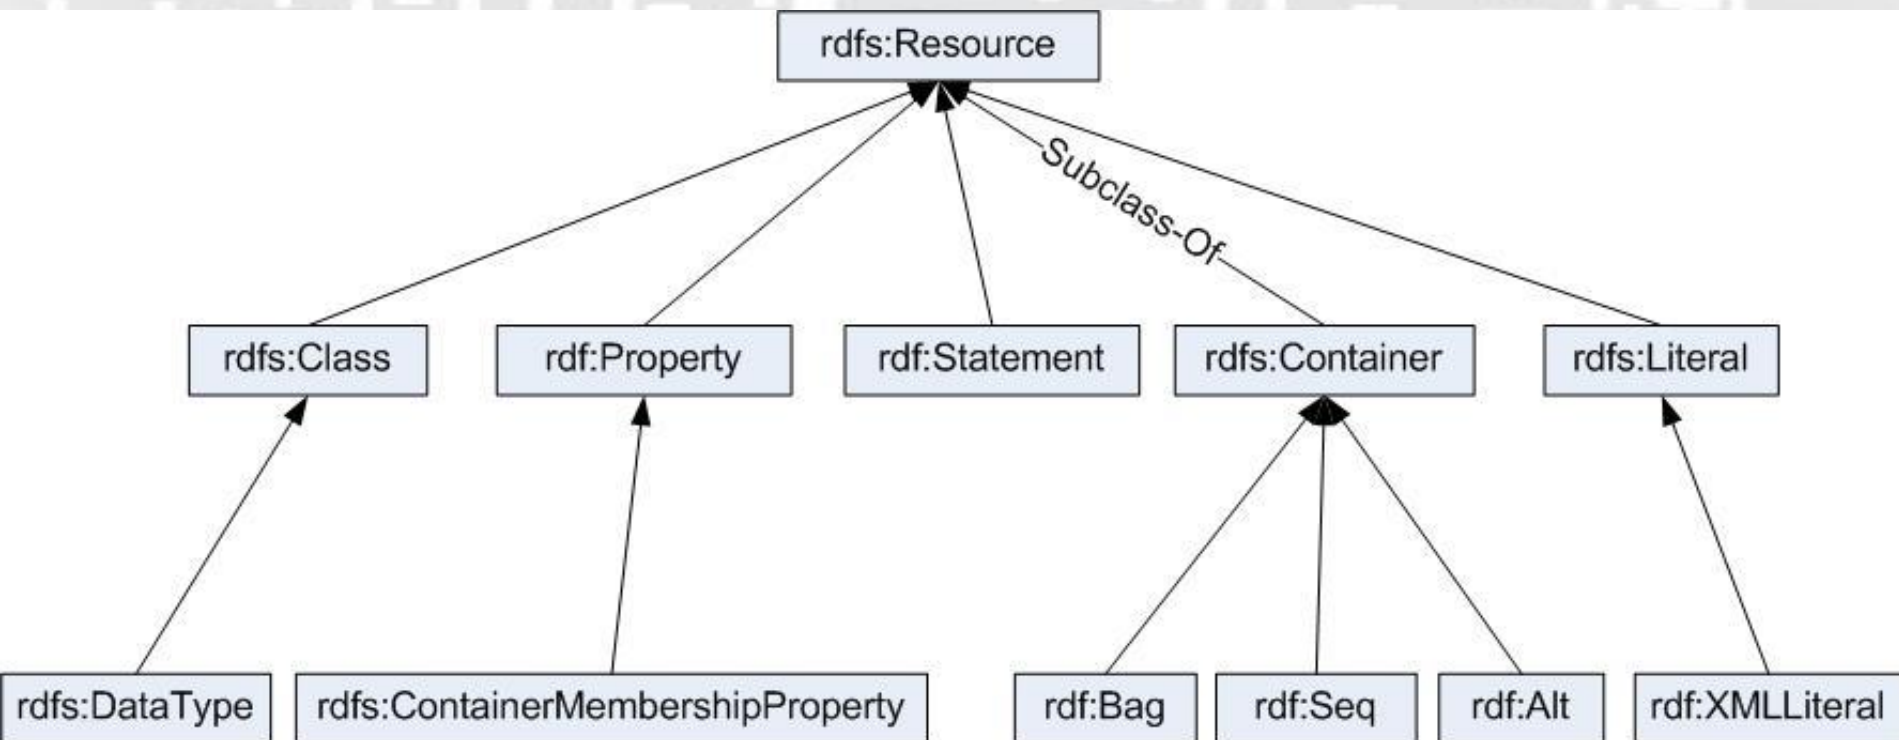 rdfs:Resource
Subclass-Of
rdfs:Class
rdf:Property
rdf:Statement
rdfs:Container
rdfs:Literal
rdfs:DataType
rdfs:ContainerMembershipProperty
rdf:Bag
rdf:Seq
rdf:Alt
rdf:XMLLiteral